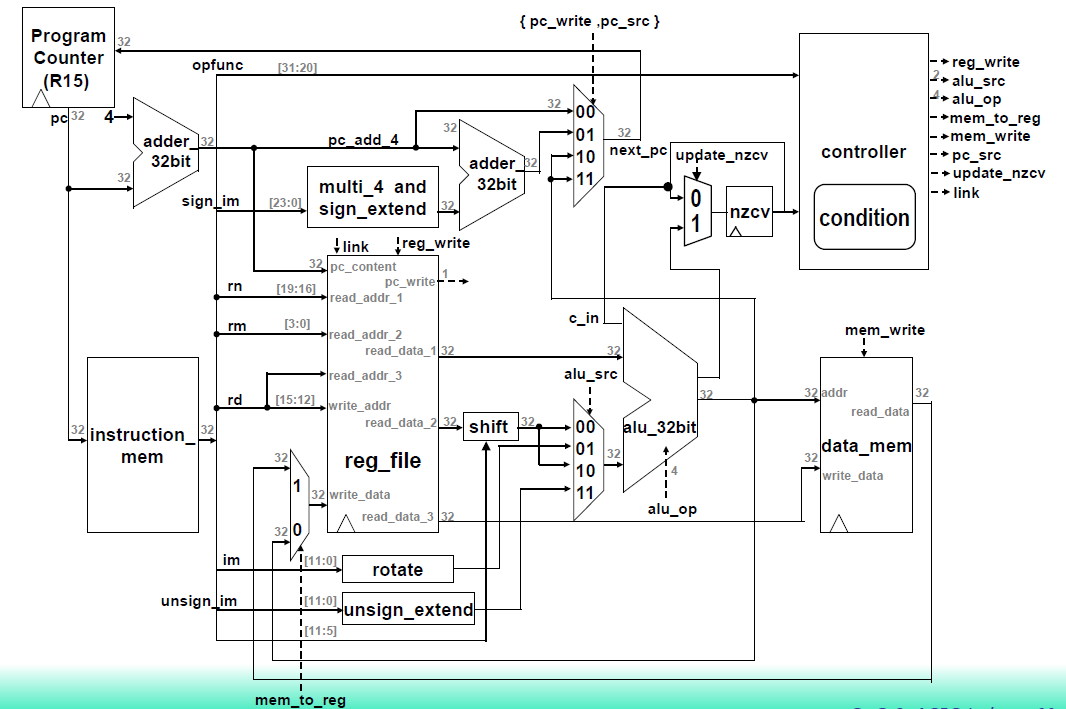 { pc_write ,pc_src }
Program
Counter
(R15)
32
opfunc
[31:20]
reg_write
2
alu_src
4
alu_op
mem_to_reg
mem_write
pc_src
update_nzcv
link
controller
condition
pc
32
4
adder_
32bit
32
32
pc_add_4
32
32
adder_
32bit
32
00
01
10
11
32
next_pc
update_nzcv
0
1
nzcv
sign_im
[23:0]
multi_4 and
sign_extend
32
link
reg_write
32
pc_content
pc_write
1
rn
[19:16]
read_addr_1
rm
[3:0]
read_addr_2
read_data_1
32
read_addr_3
rd
[15:12]
write_addr
read_data_2
32
reg_file
32
write_data
read_data_3
32
c_in
32
alu_src
shift
32
00
01
10
11
32
alu_32bit
32
4
alu_op
mem_write
32
addr
read_data
32
data_mem
32
write_data
32
instruction_
mem
32
32
1
32
0
im
[11:0]
rotate
unsign_im
[11:0]
unsign_extend
[11:5]
mem_to_reg